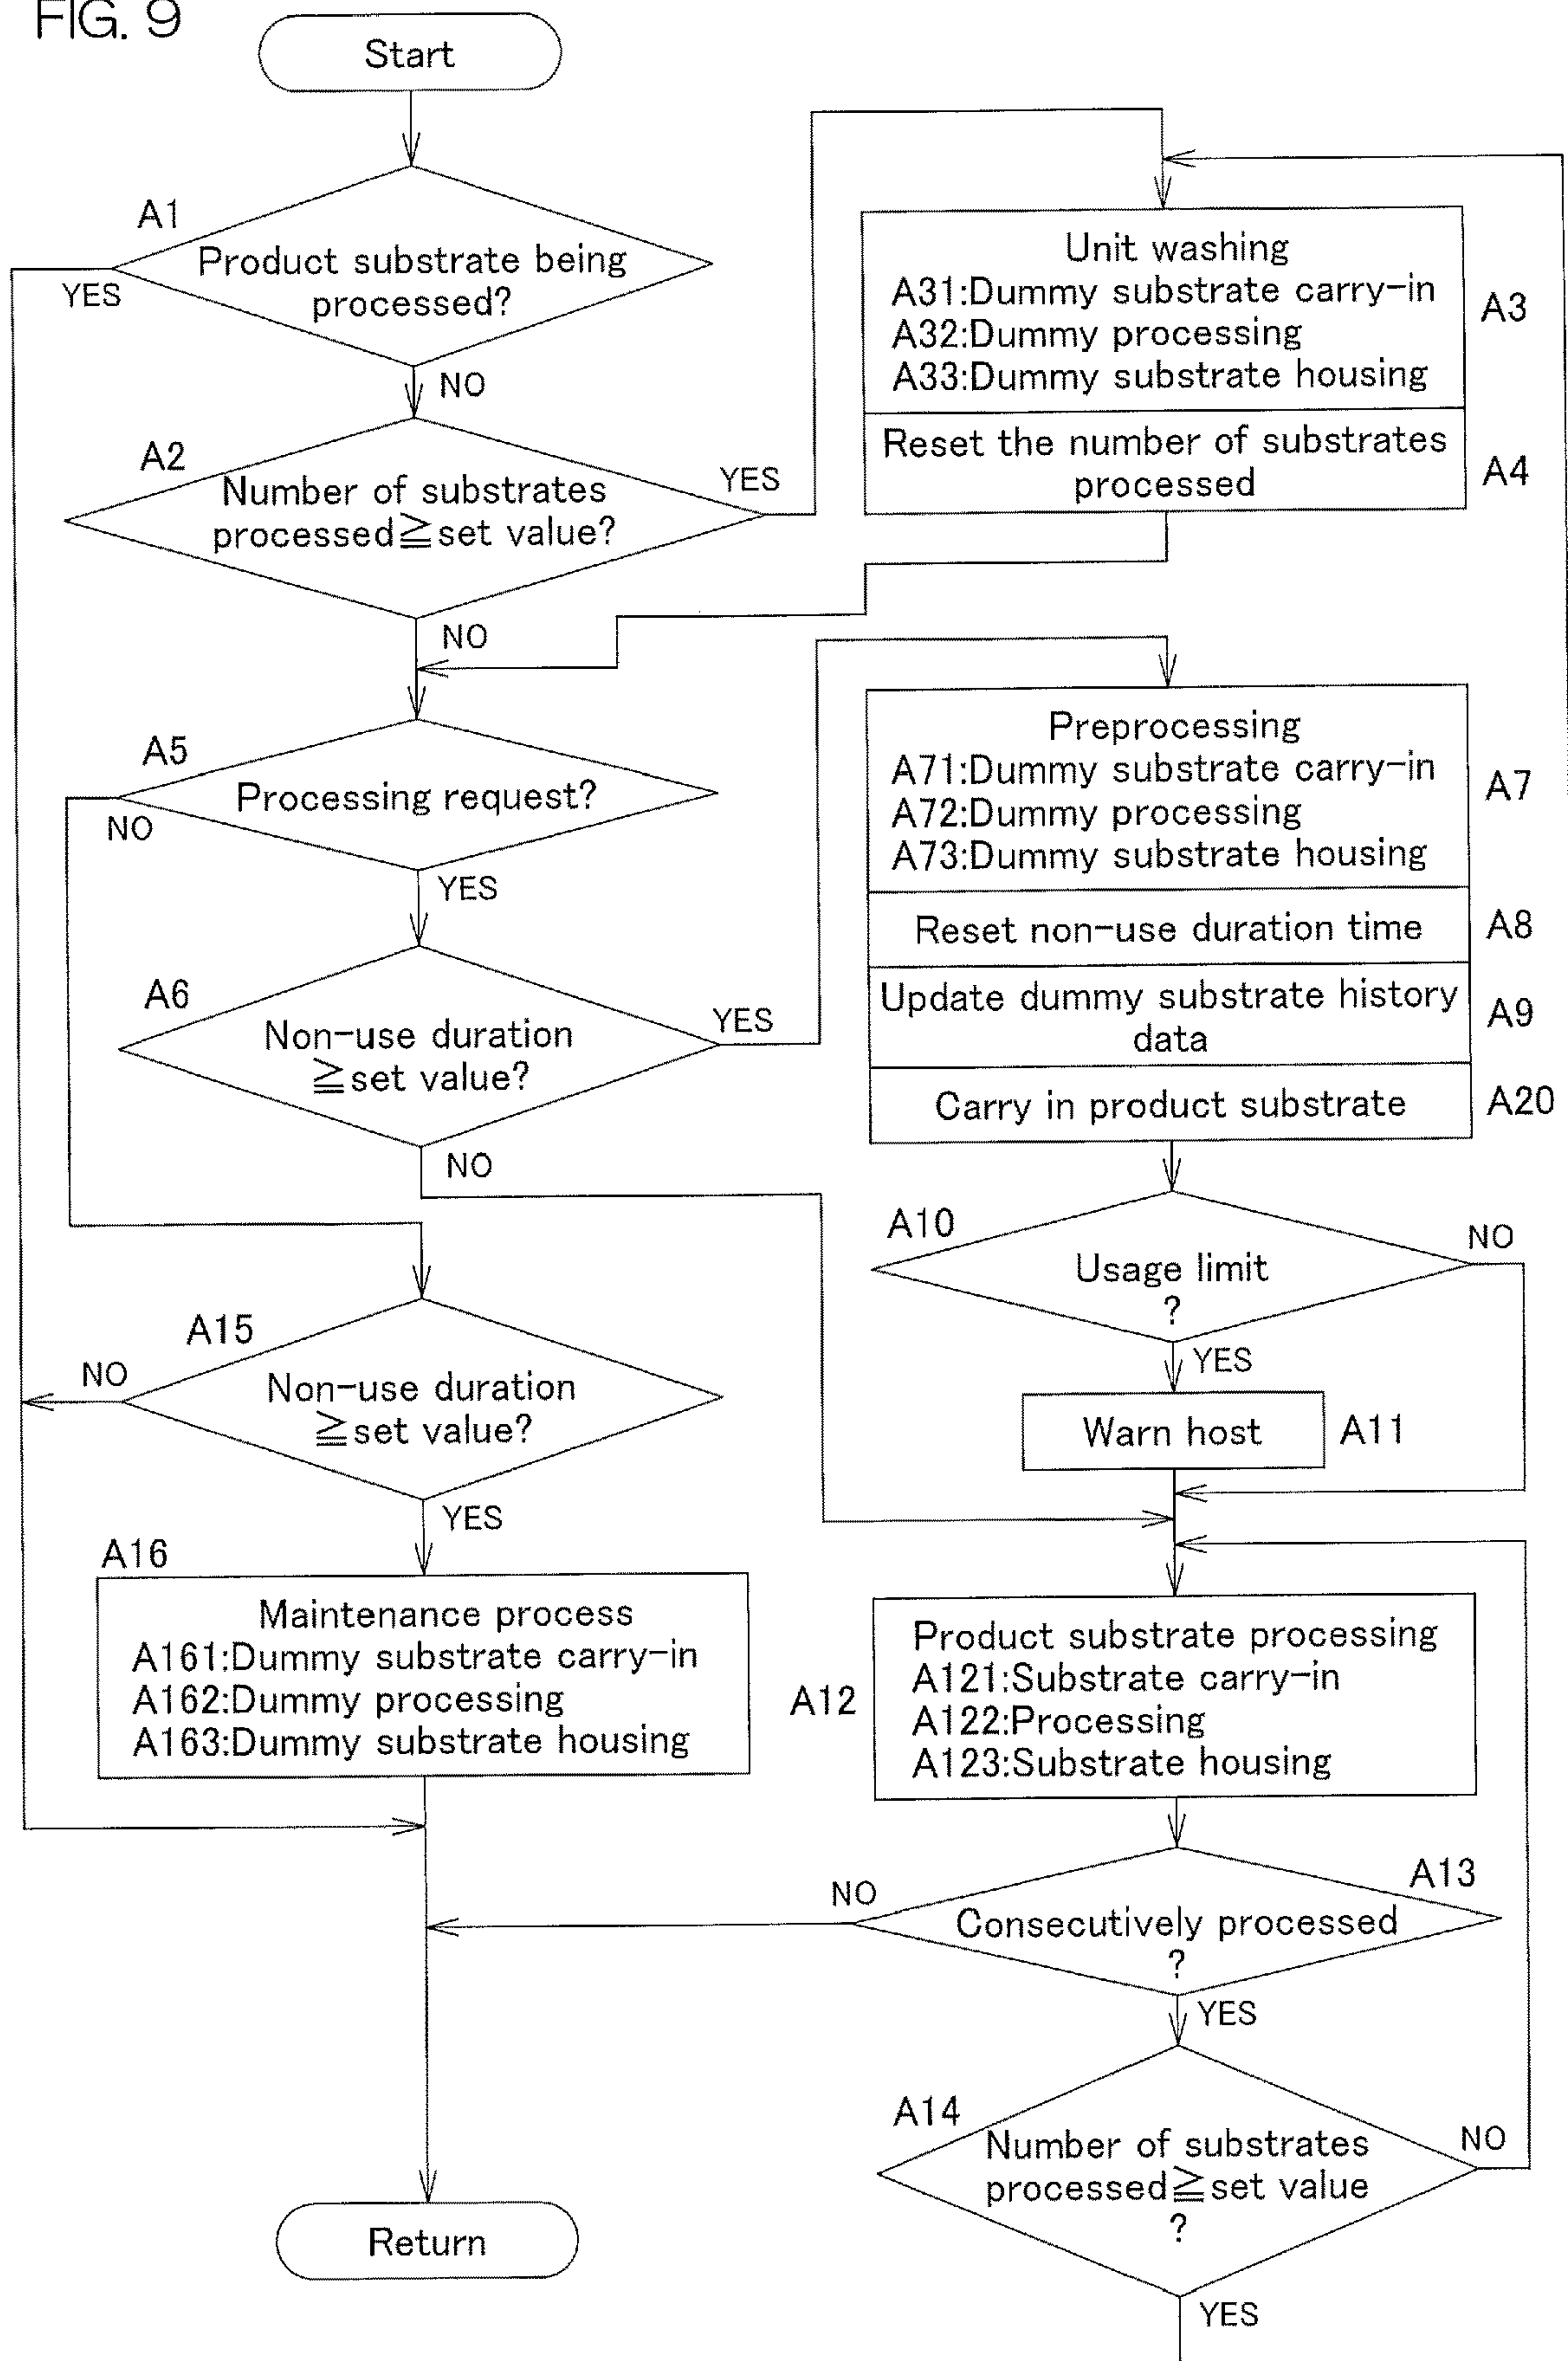 FIG. 9
Start
A1
Product substrate being
processed?
YES
NO
A2
Number of substrates
processed≧set value?
YES
NO
Unit washing
A31:Dummy substrate carry-in
A32:Dummy processing
A33:Dummy substrate housing
A3
Reset the number of substrates
processed
A4
A5
Processing request?
NO
YES
A6
Non-use duration
≧set value?
YES
NO
Preprocessing
A71:Dummy substrate carry-in
A72:Dummy processing
A73:Dummy substrate housing
A7
Reset non-use duration time
A8
Update dummy substrate history
data
A9
Carry in product substrate
A20
A10
Usage limit
?
NO
YES
Warn host
A11
A15
Non-use duration
≧set value?
NO
YES
A16
Maintenance process
A161:Dummy substrate carry-in
A162:Dummy processing
A163:Dummy substrate housing
A12
Product substrate processing
A121:Substrate carry-in
A122:Processing
A123:Substrate housing
A13
Consecutively processed
?
NO
YES
A14
Number of substrates
processed≧set value
?
NO
YES
Return